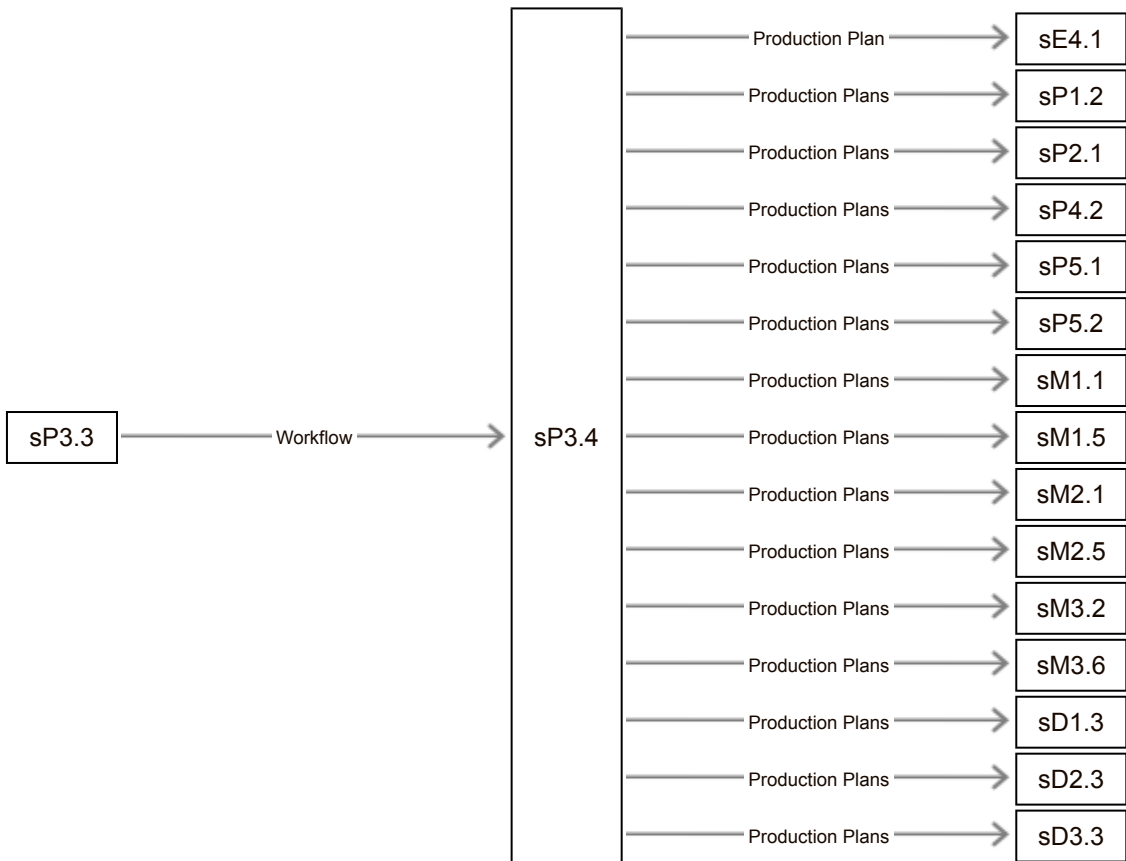 Production Plan
sE4.1
Production Plans
sP1.2
Production Plans
sP2.1
Production Plans
sP4.2
Production Plans
sP5.1
Production Plans
sP5.2
Production Plans
sM1.1
sP3.3
Workflow
sP3.4
Production Plans
sM1.5
Production Plans
sM2.1
Production Plans
sM2.5
Production Plans
sM3.2
Production Plans
sM3.6
Production Plans
sD1.3
Production Plans
sD2.3
Production Plans
sD3.3